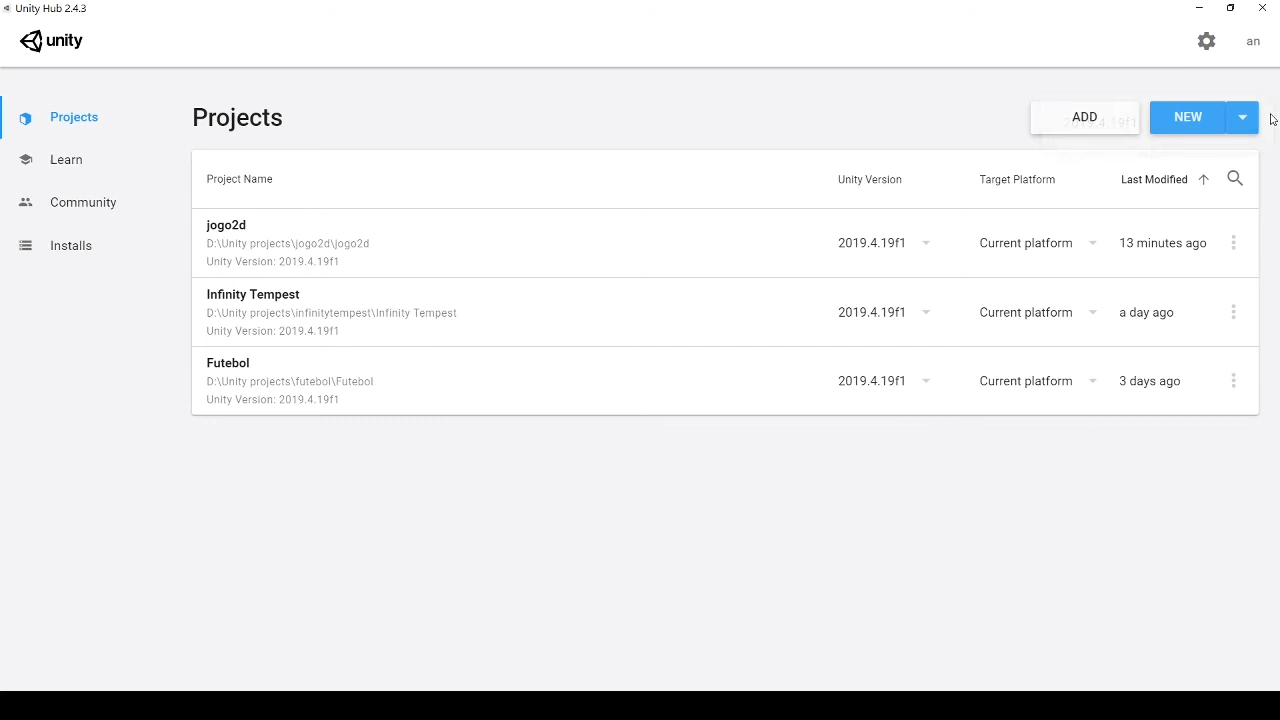 Unity Hub 2.4.3
unity
an
Projects
Learn
Community
Installs
Projects
ADD
2019.4.19f1
NEW
Project Name
Unity Version
Target Platform
Last Modified
jogo2d
D:\Unity projects\jogo2d\jogo2d
Unity Version: 2019.4.19f1
2019.4.19f1
Current platform
13 minutes ago
Infinity Tempest
D:\Unity projects\infinitytempest\Infinity Tempest
Unity Version: 2019.4.19f1
2019.4.19f1
Current platform
a day ago
Futebol
D:\Unity projects\futebol\Futebol
Unity Version: 2019.4.19f1
2019.4.19f1
Current platform
3 days ago